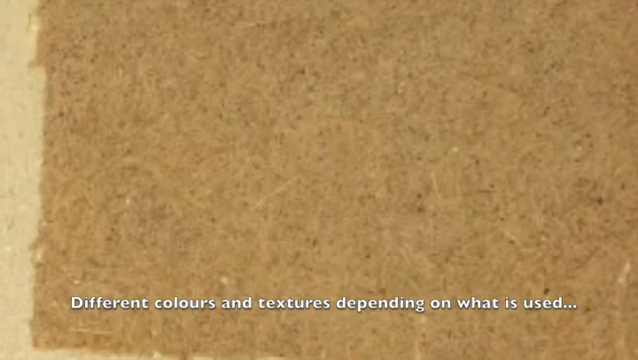 Different colours and textures depending on what is used...